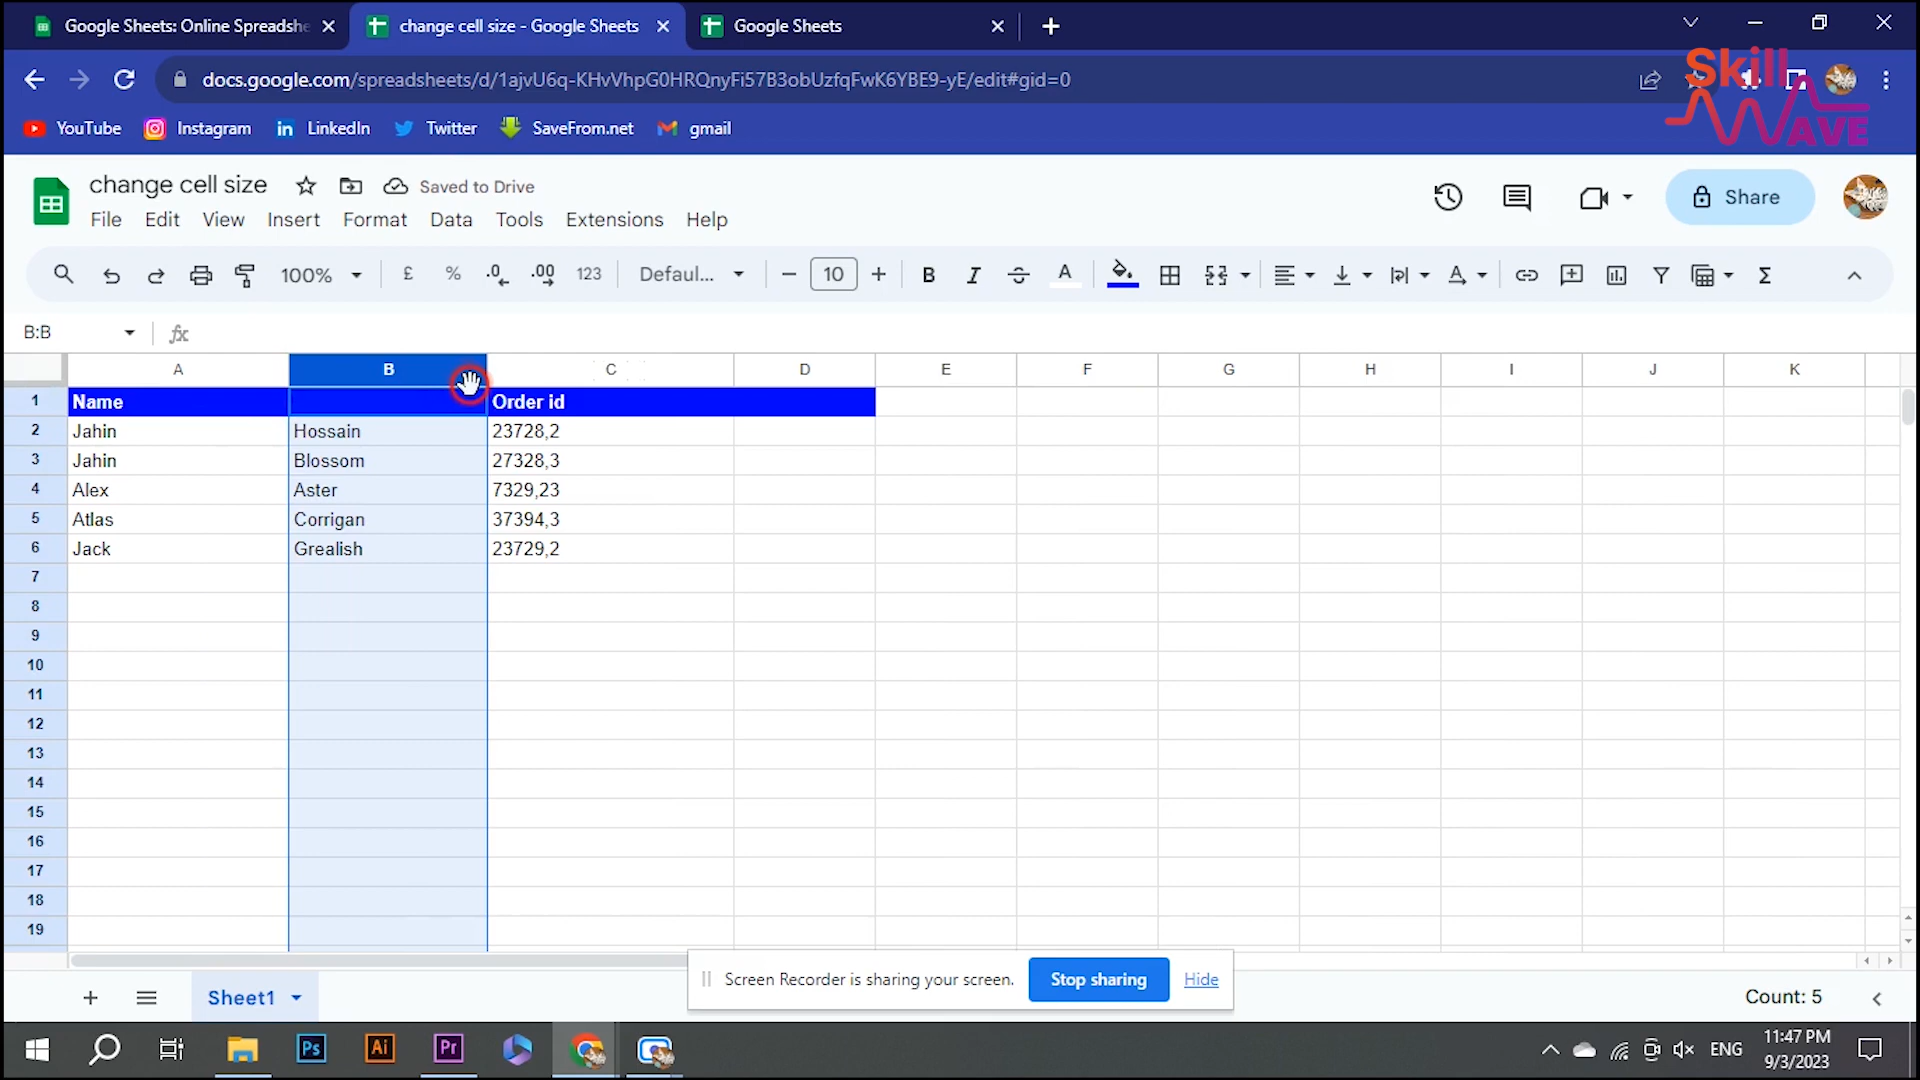 Google Sheets: Online Spreadshe
change cell size - Google Sheets
Google Sheets
docs.google.com/spreadsheets/d/1ajvU6q-KHvVhpG0HRQnyFi57B3obUzfqFwK6YBE9-yE/edit#gid=0
Skill
WAVE
YouTube Instagram LinkedIn Twitter SaveFrom.net gmail
change cell size Saved to Drive
File Edit View Insert Format Data Tools Extensions Help
Share
100% £ % .0 .00 123 Defaul... 10 B I A
B:B fx
A B C D E F G H I J K
1 Name Order id
2 Jahin Hossain 23728,2
3 Jahin Blossom 27328,3
4 Alex Aster 7329,23
5 Atlas Corrigan 37394,3
6 Jack Grealish 23729,2
7
8
9
10
11
12
13
14
15
16
17
18
19
Screen Recorder is sharing your screen. Stop sharing Hide
Sheet1
Count: 5
Ps Ai Pr
ENG
11:47 PM
9/3/2023